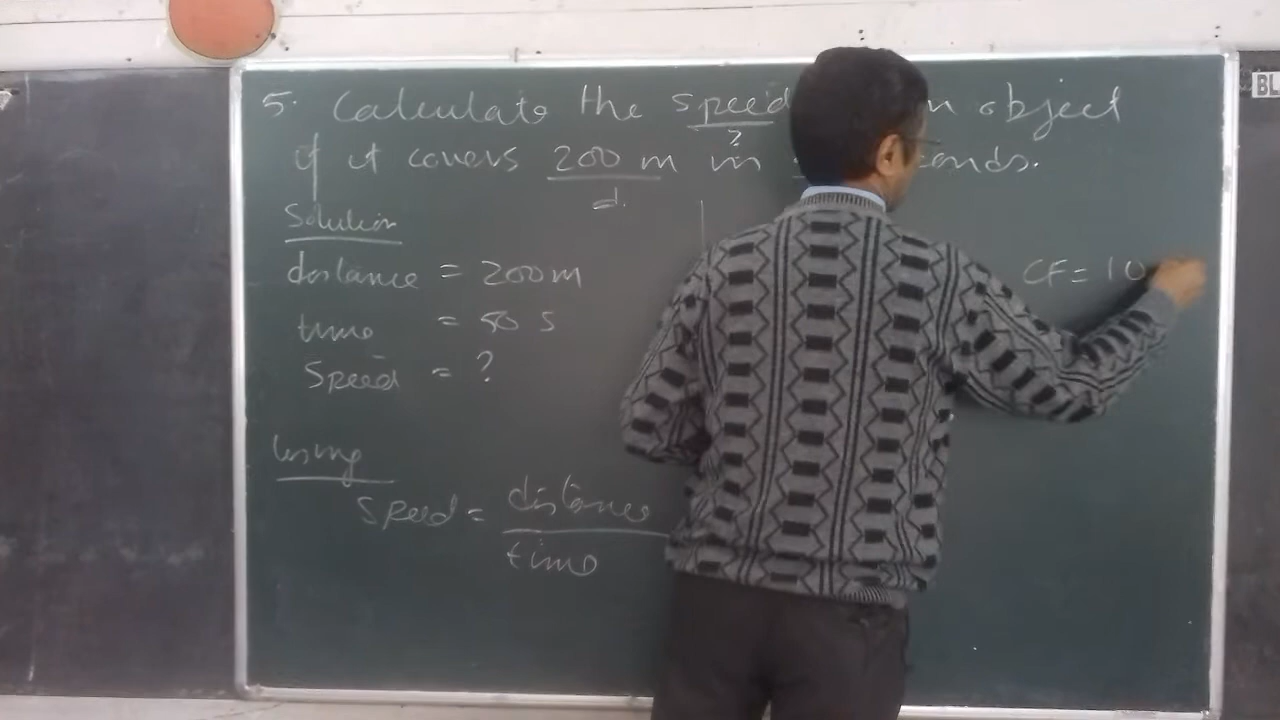 5. Calculate the speed n object
if it covers 200 m in conds.
?
d.
Solution
distance = 200m
time = 50 s
Speed = ?
Using
Speed = distance
time
CF = 10
BL